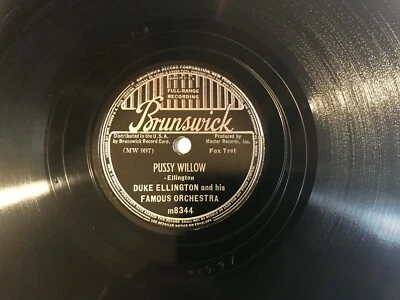 FULL-RANGE
RECORDING
Brunswick
Distributed in the U.S.A.
by Brunswick Record Corp.
Produced by
Master Records, Inc.
(MW 997)
Fox Trot
PUSSY WILLOW
-Ellington
DUKE ELLINGTON and his
FAMOUS ORCHESTRA
m8344